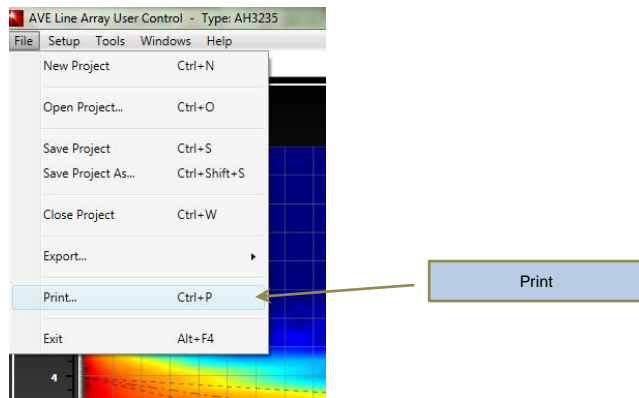 AVE Line Array User Control - Type: AH3235
File Setup Tools Windows Help
New Project Ctrl+N
Open Project... Ctrl+O
Save Project Ctrl+S
Save Project As... Ctrl+Shift+S
Close Project Ctrl+W
Export...
Print... Ctrl+P
Print
Exit Alt+F4
4